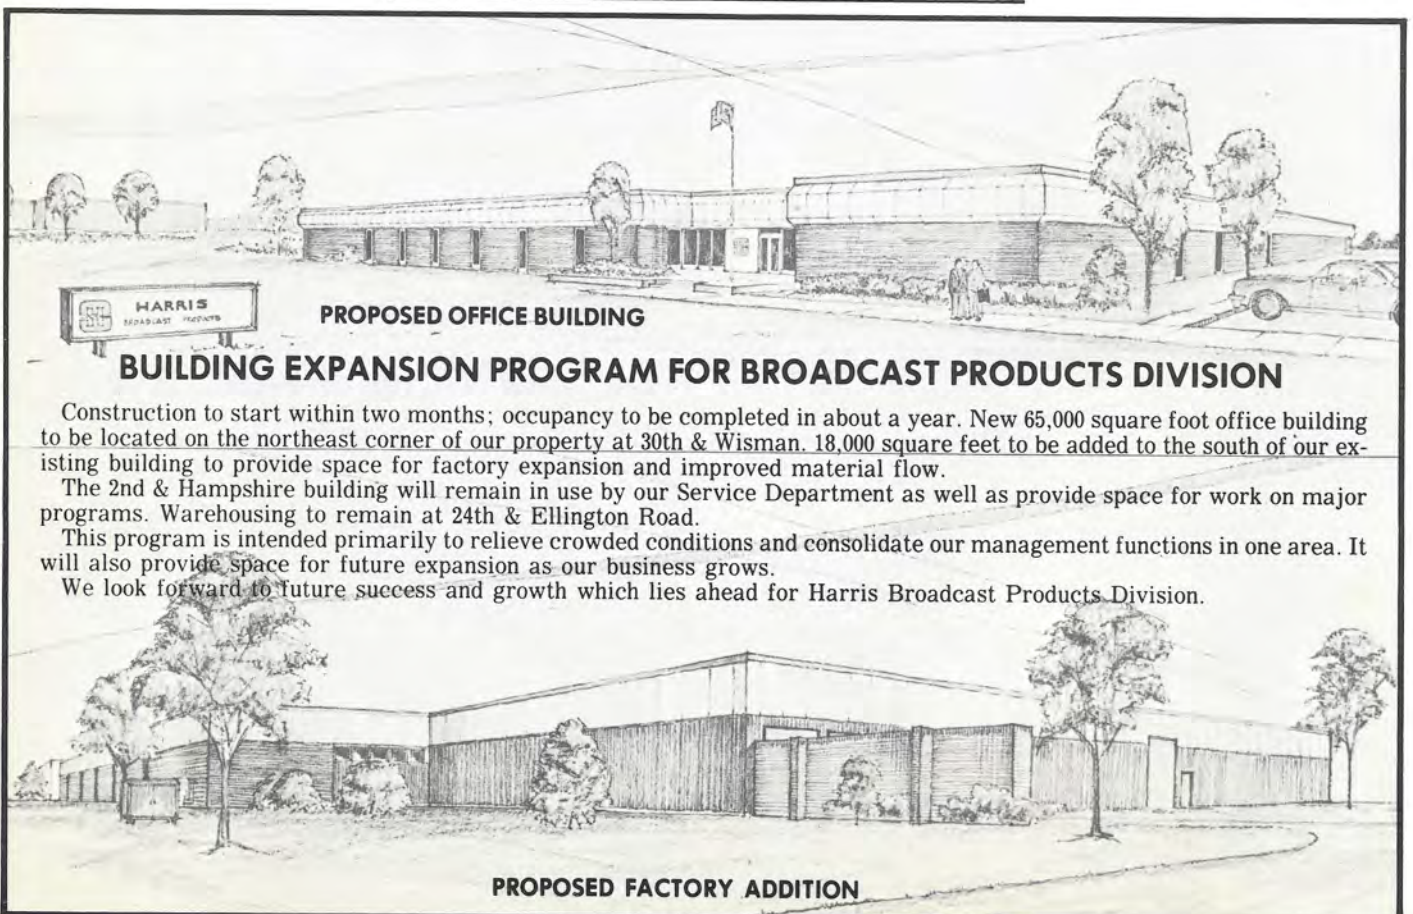 HARRIS
BROADCAST PRODUCTS
PROPOSED OFFICE BUILDING
BUILDING EXPANSION PROGRAM FOR BROADCAST PRODUCTS DIVISION
Construction to start within two months; occupancy to be completed in about a year. New 65,000 square foot office building
to be located on the northeast corner of our property at 30th & Wisman. 18,000 square feet to be added to the south of our ex-
isting building to provide space for factory expansion and improved material flow.
The 2nd & Hampshire building will remain in use by our Service Department as well as provide space for work on major
programs. Warehousing to remain at 24th & Ellington Road.
This program is intended primarily to relieve crowded conditions and consolidate our management functions in one area. It
will also provide space for future expansion as our business grows.
We look forward to future success and growth which lies ahead for Harris Broadcast Products Division.
PROPOSED FACTORY ADDITION